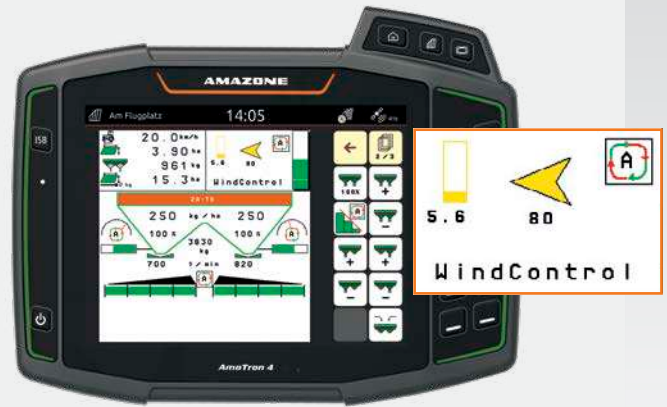 AMAZONE
Am Flugplatz 14:05
ISB
20.0 km/h
3.90 ha
961 kg
15.3 ha
5.6
A
WindControl
2/3
100%
A
250 kg / ha 250
A 100 % 100 % A
3830
kg
700 1 / min 820
A
AmaTron 4
A
5.6 80
WindControl